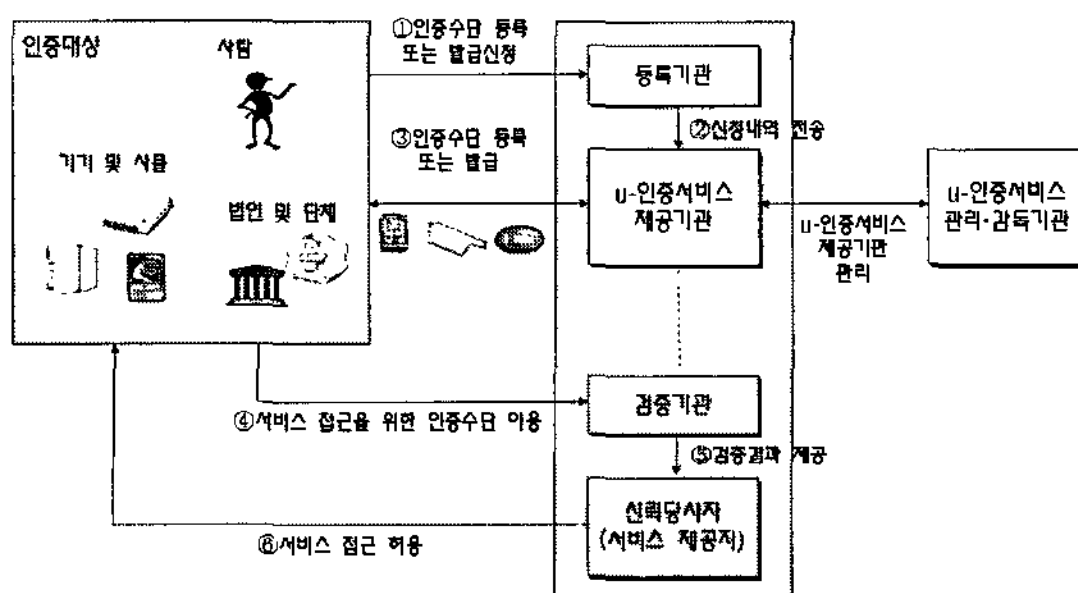 인증대상
사람
기기 및 사물
법인 및 단체
①인증수단 등록
또는 발급신청
등록기관
②신청내역 전송
③인증수단 등록
또는 발급
u-인증서비스
제공기관
u-인증서비스
제공기관
관리
u-인증서비스
관리·감독기관
④서비스 접근을 위한 인증수단 이용
검증기관
⑤검증결과 제공
신뢰당사자
(서비스 제공자)
⑥서비스 접근 허용